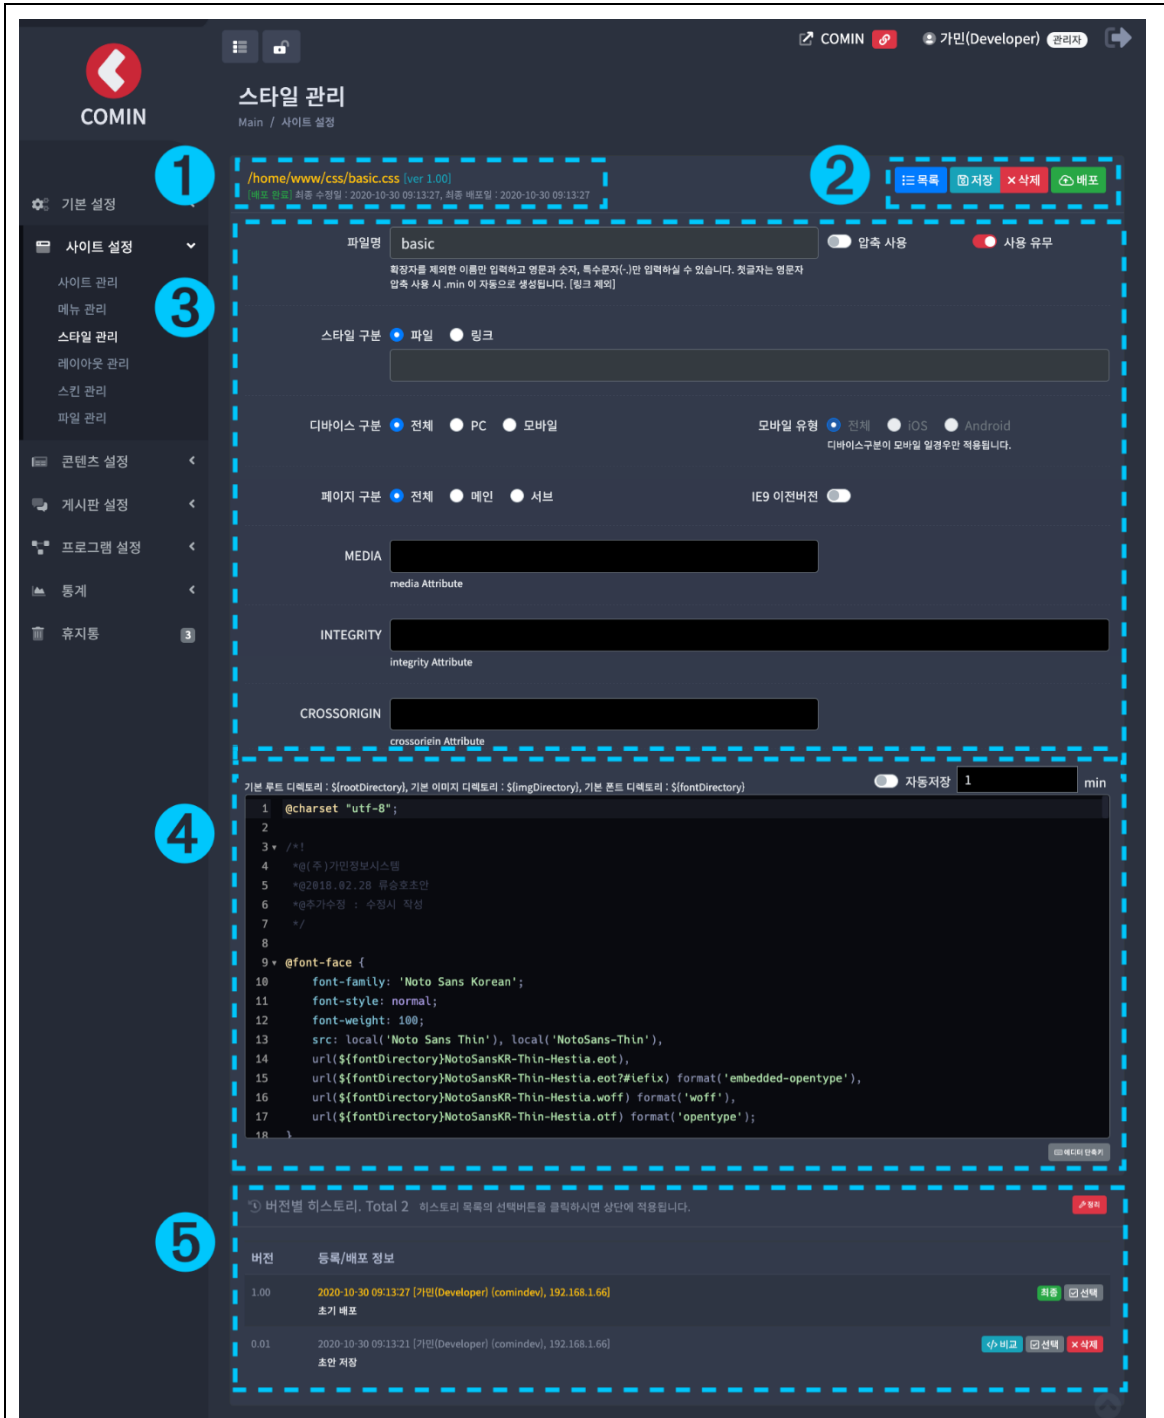 COMIN
가민(Developer) 관리자
COMIN
스타일 관리
Main / 사이트 설정
1
/home/www/css/basic.css [ver 1.00]
[배포 완료] 최종 수정일 : 2020-10-30 09:13:27, 최종 배포일 : 2020-10-30 09:13:27
2
목록 저장 삭제 배포
기본 설정
사이트 설정
사이트 관리
메뉴 관리
스타일 관리
레이아웃 관리
스킨 관리
파일 관리
콘텐츠 설정
게시판 설정
프로그램 설정
통계
휴지통 3
3
파일명 basic 압축 사용 사용 유무
확장자를 제외한 이름만 입력하고 영문과 숫자, 특수문자(-.)만 입력하실 수 있습니다. 첫글자는 영문자
압축 사용 시 .min 이 자동으로 생성됩니다. [링크 제외]
스타일 구분 파일 링크
디바이스 구분 전체 PC 모바일 모바일 유형 전체 iOS Android
디바이스구분이 모바일 일경우만 적용됩니다.
페이지 구분 전체 메인 서브 IE9 이전버전
MEDIA
media Attribute
INTEGRITY
integrity Attribute
CROSSORIGIN
crossorigin Attribute
4
자동저장 1 min
기본 루트 디렉토리 : ${rootDirectory}, 기본 이미지 디렉토리 : ${imgDirectory}, 기본 폰트 디렉토리 : ${fontDirectory}
1 @charset "utf-8";
2
3 /*!
4 *@(주)가민정보시스템
5 *@2018.02.28 류승호초안
6 *@추가수정 : 수정시 작성
7 */
8
9 @font-face {
10 font-family: 'Noto Sans Korean';
11 font-style: normal;
12 font-weight: 100;
13 src: local('Noto Sans Thin'), local('NotoSans-Thin'),
14 url(${fontDirectory}NotoSansKR-Thin-Hestia.eot),
15 url(${fontDirectory}NotoSansKR-Thin-Hestia.eot?#iefix) format('embedded-opentype'),
16 url(${fontDirectory}NotoSansKR-Thin-Hestia.woff) format('woff'),
17 url(${fontDirectory}NotoSansKR-Thin-Hestia.otf) format('opentype');
18 }
에디터 단축키
5
버전별 히스토리. Total 2 히스토리 목록의 선택버튼을 클릭하시면 상단에 적용됩니다. 정리
버전 등록/배포 정보
1.00 2020-10-30 09:13:27 [가민(Developer) (comindev), 192.168.1.66] 최종 선택
초기 배포
0.01 2020-10-30 09:13:21 [가민(Developer) (comindev), 192.168.1.66] 비교 선택 삭제
초안 저장